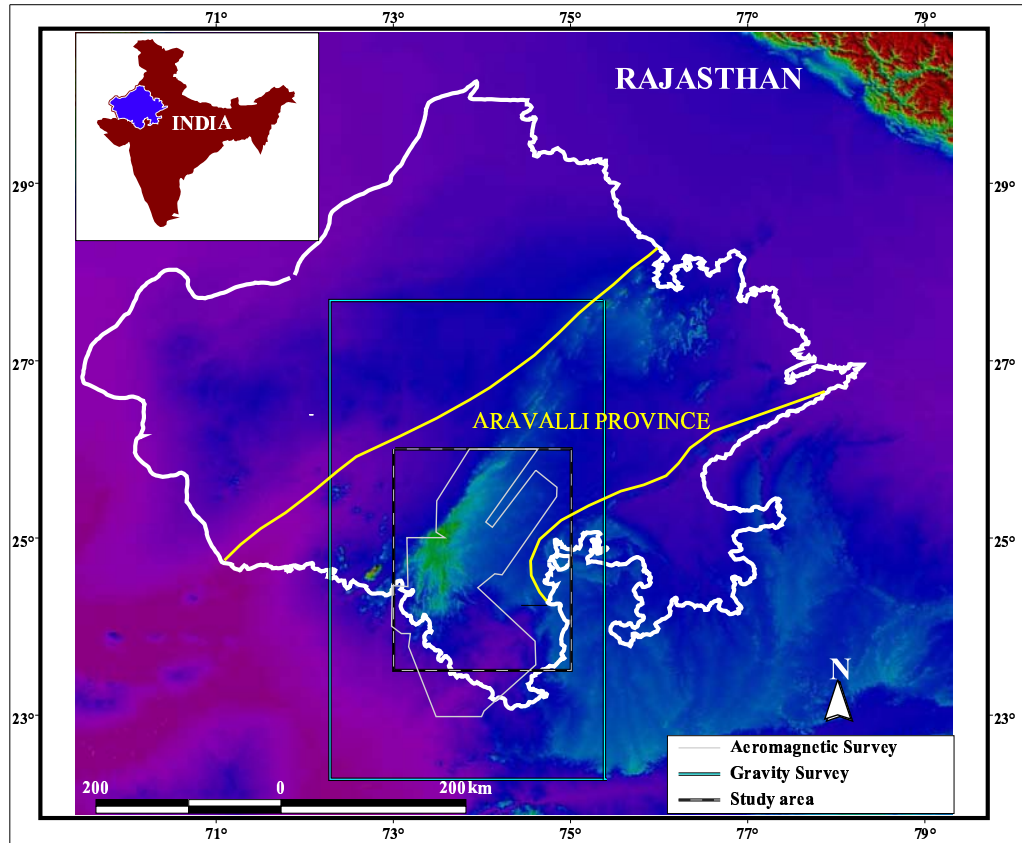 71° 73° 75° 77° 79°
RAJASTHAN
INDIA
29° 29°
27° 27°
ARAVALLI PROVINCE
25° 25°
N
23° 23°
Aeromagnetic Survey
Gravity Survey
Study area
200 0 200 km
71° 73° 75° 77° 79°